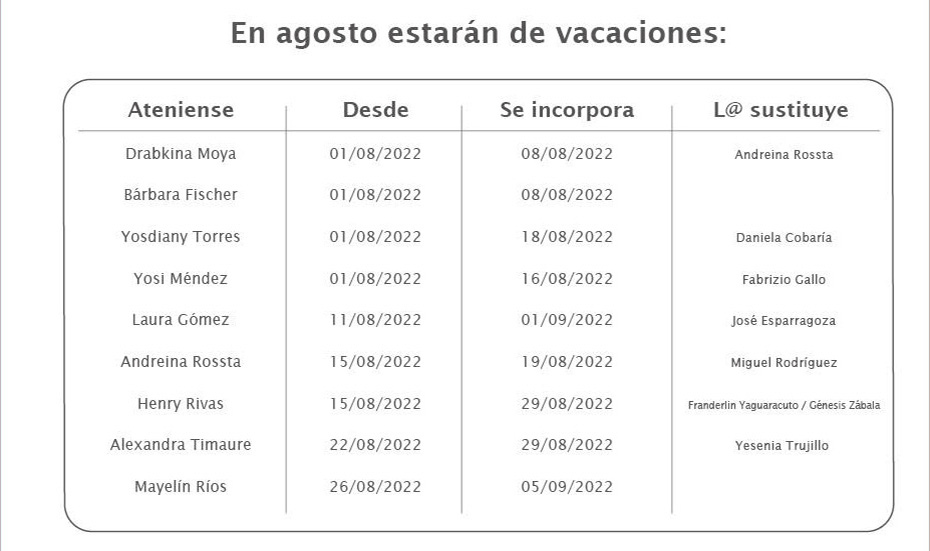 En agosto estarán de vacaciones:
Ateniense Desde Se incorpora L@ sustituye
Drabkina Moya 01/08/2022 08/08/2022 Andreina Rossta
Bárbara Fischer 01/08/2022 08/08/2022
Yosdiany Torres 01/08/2022 18/08/2022 Daniela Cobaría
Yosi Méndez 01/08/2022 16/08/2022 Fabrizio Gallo
Laura Gómez 11/08/2022 01/09/2022 José Esparragoza
Andreina Rossta 15/08/2022 19/08/2022 Miguel Rodríguez
Henry Rivas 15/08/2022 29/08/2022 Franderlin Yaguaracuto / Génesis Zábala
Alexandra Timaure 22/08/2022 29/08/2022 Yesenia Trujillo
Mayelín Ríos 26/08/2022 05/09/2022